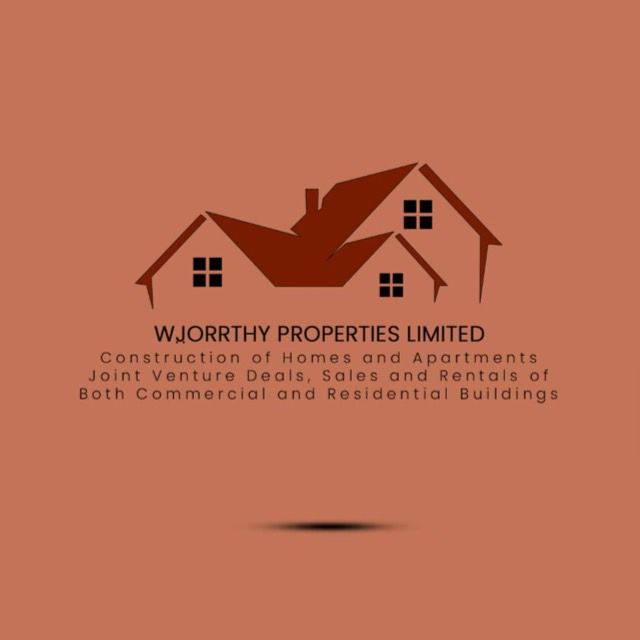 WJORRTHY PROPERTIES LIMITED
Construction of Homes and Apartments
Joint Venture Deals, Sales and Rentals of
Both Commercial and Residential Buildings